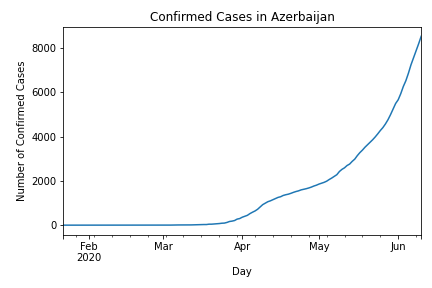 Confirmed Cases in Azerbaijan
Number of Confirmed Cases
8000
6000
4000
2000
0
Feb
2020
Mar
Apr
May
Jun
Day